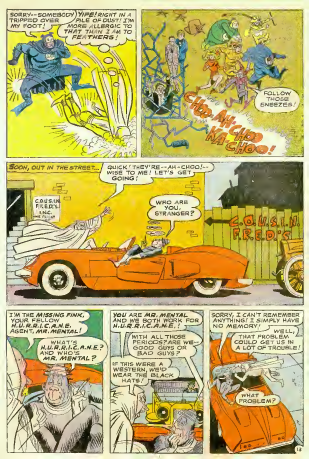 SORRY--SOMEBODY
TRIPPED OVER
MY FOOT!
YIPE! RIGHT IN A
PILE OF DUST! I'M
MORE ALLERGIC TO
THAT THAN I AM TO
FEATHERS!
FOLLOW
THOSE
SNEEZES!
CHOO-AH-CHOO
AH-CHOO!
SOON, OUT IN THE STREET...
QUICK! THEY'RE--AH-CHOO!--
WISE TO ME! LET'S GET
GOING!
C.O.U.S.I.N.
F.R.E.D'S
INC.
WHO ARE
YOU,
STRANGER?
C.O.U.S.I.N.
F.R.E.D'S
I'M THE MISSING FINK,
YOUR FELLOW
H.U.R.R.I.C.A.N.E.
AGENT, MR. MENTAL!
WHAT'S
H.U.R.R.I.C.A.N.E.?
AND WHO'S
MR. MENTAL?
YOU ARE MR. MENTAL
AND WE BOTH WORK FOR
H.U.R.R.I.C.A.N.E.!
WITH ALL THOSE
PERIODS? ARE WE
GOOD GUYS OR
BAD GUYS?
IF THIS WERE A
WESTERN, WE'D
WEAR THE BLACK
HATS!
SORRY, I CAN'T REMEMBER
ANYTHING! I SIMPLY HAVE
NO MEMORY!
WELL,
THAT PROBLEM
COULD GET US IN
A LOT OF TROUBLE!
WHAT
PROBLEM?